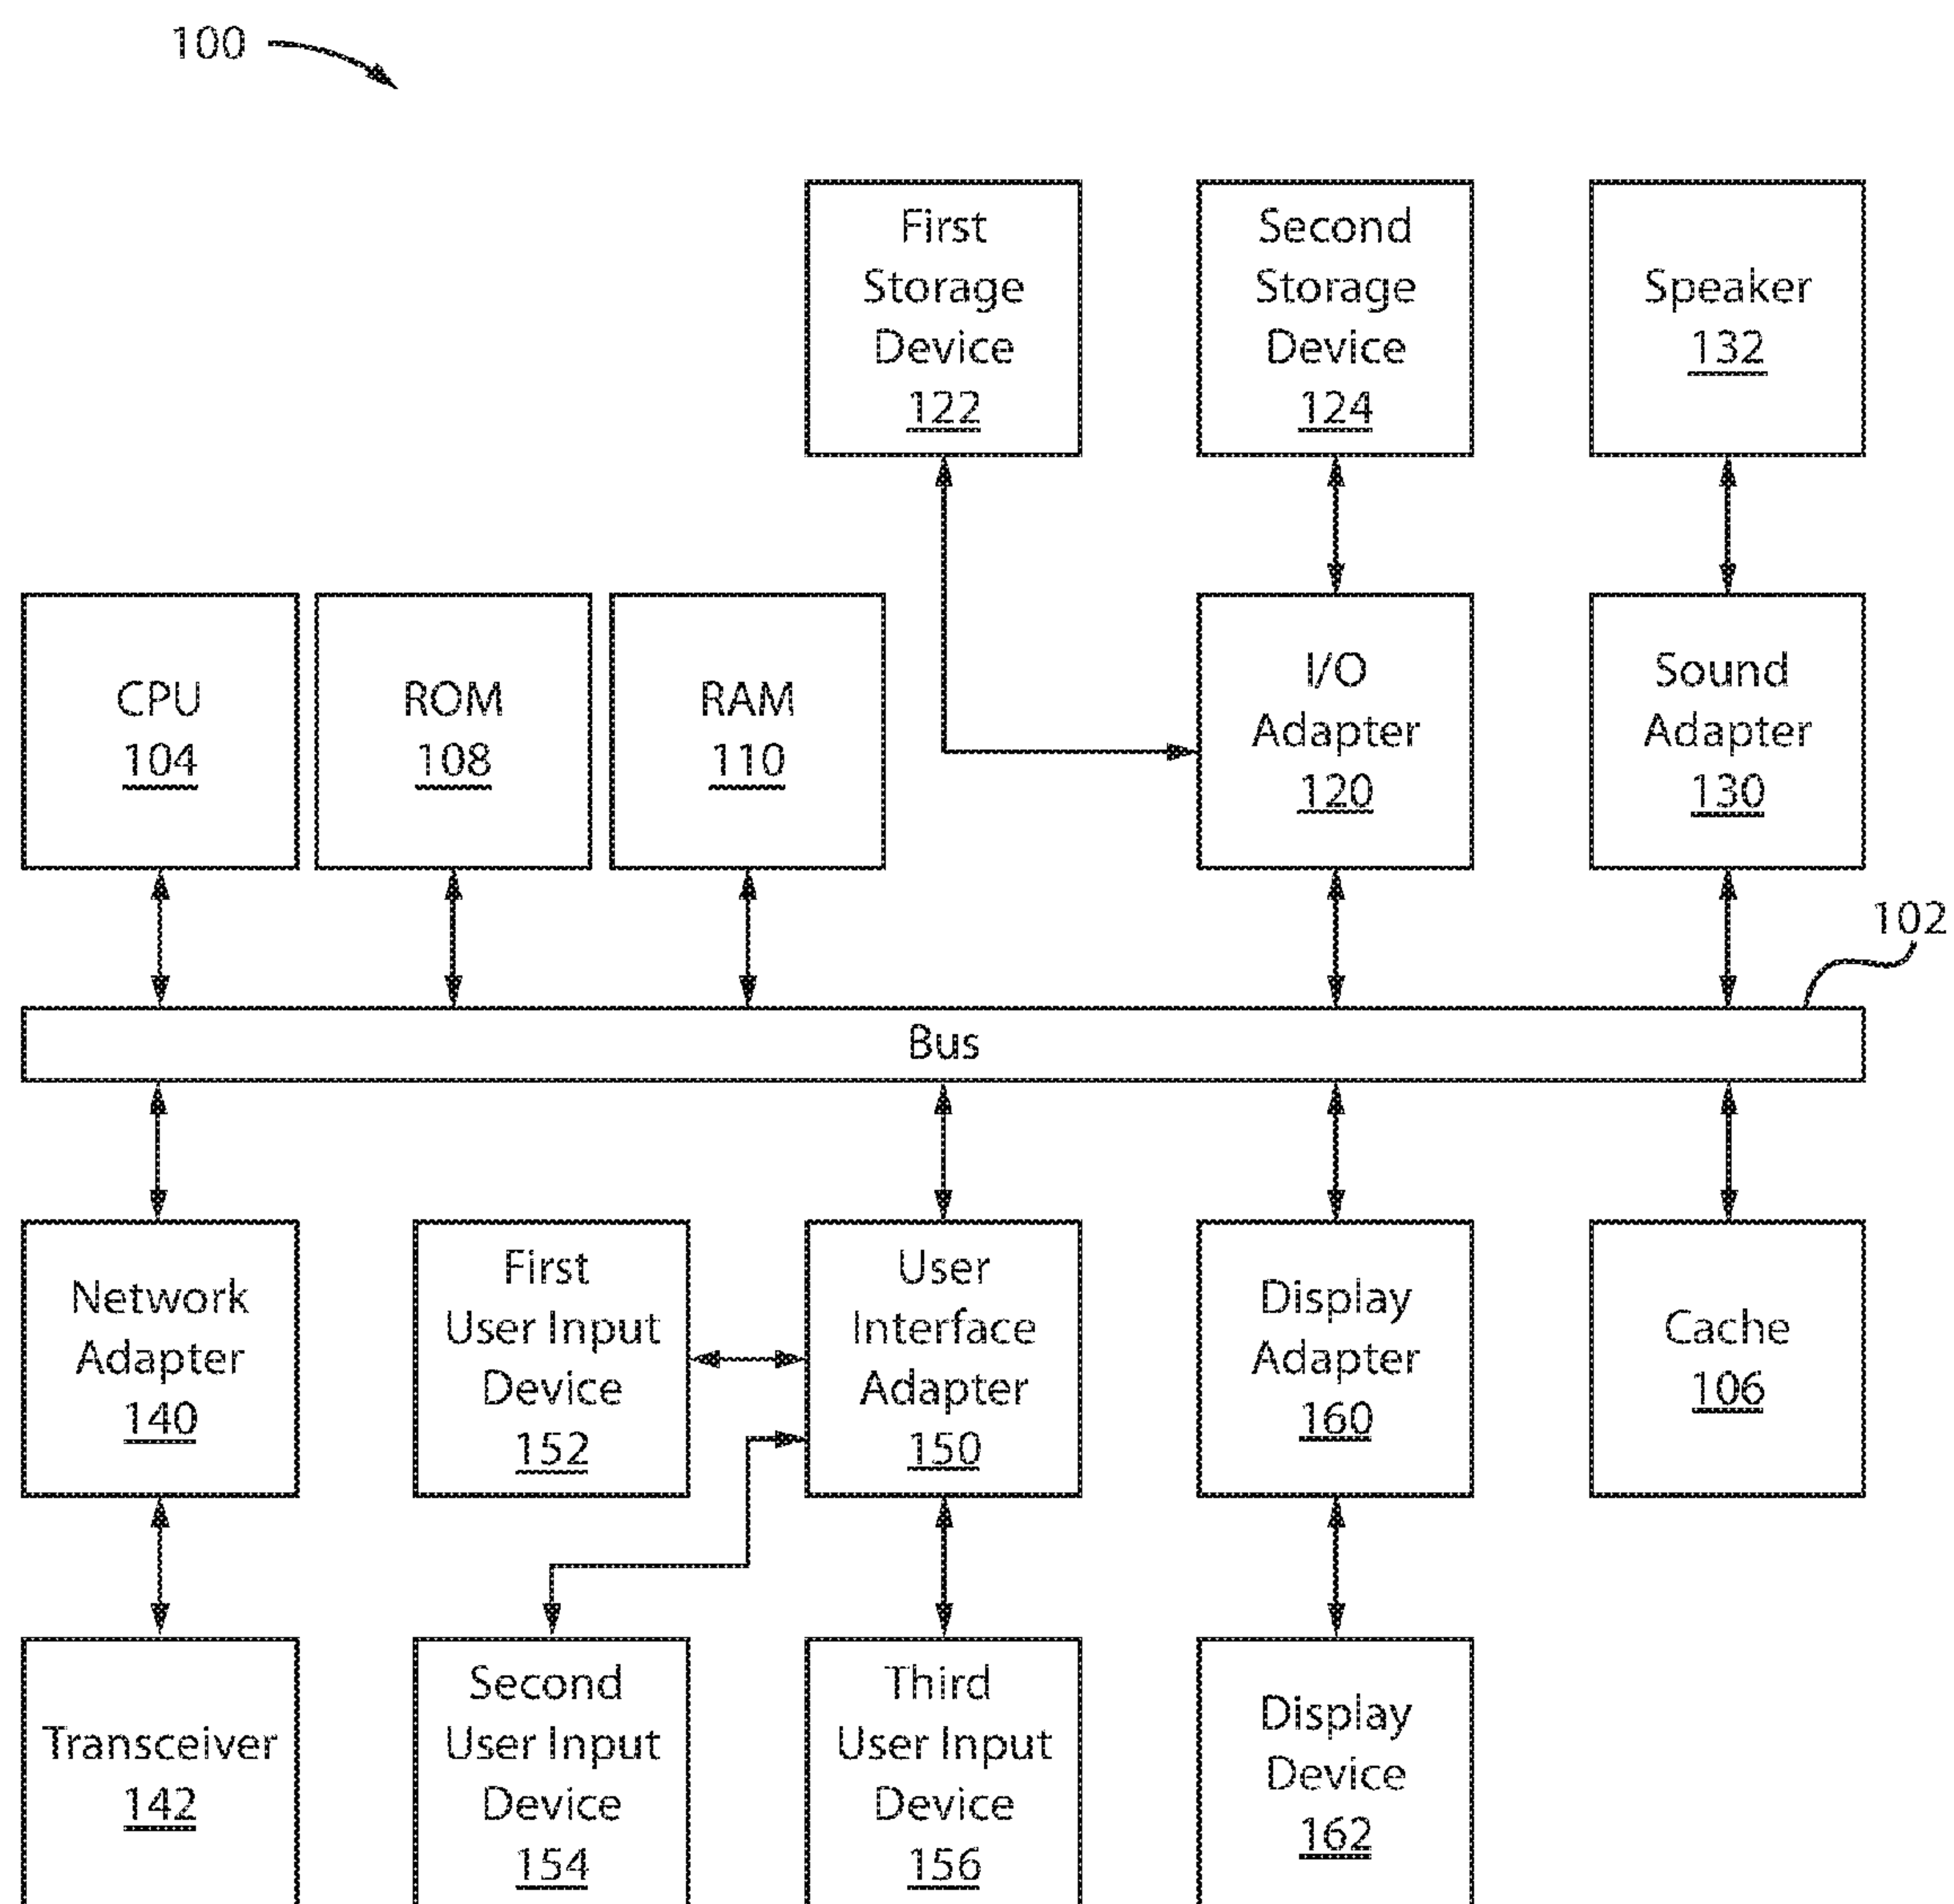 100
First
Storage
Device
122
Second
Storage
Device
124
Speaker
132
CPU
104
ROM
108
RAM
110
I/O
Adapter
120
Sound
Adapter
130
102
Bus
Network
Adapter
140
First
User Input
Device
152
User
Interface
Adapter
150
Display
Adapter
160
Cache
106
Transceiver
142
Second
User Input
Device
154
Third
User Input
Device
156
Display
Device
162